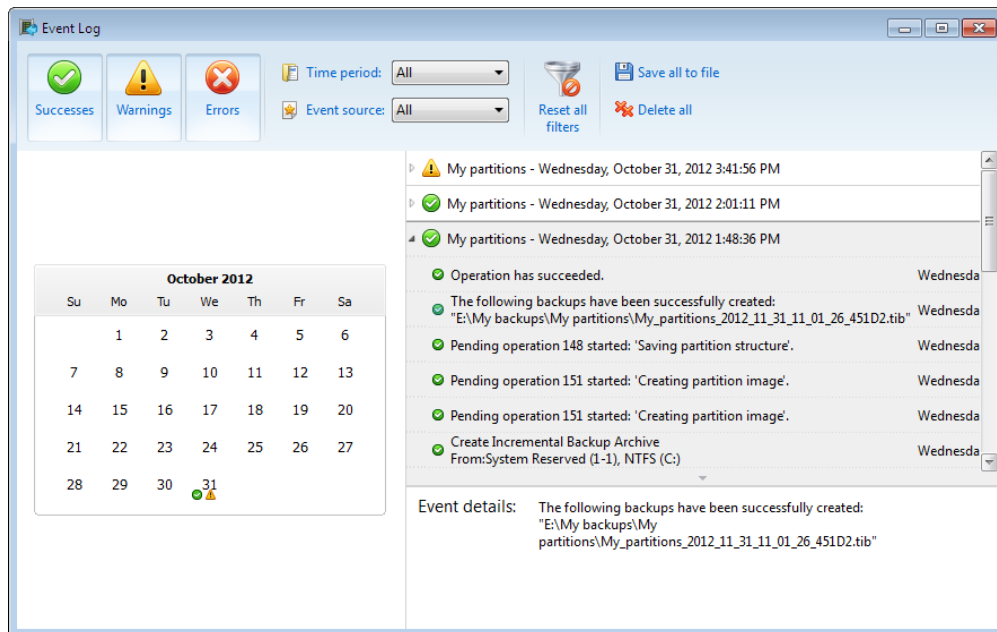 Event Log
Successes
Warnings
Errors
Time period: All
Event source: All
Reset all
filters
Save all to file
Delete all
October 2012
Su Mo Tu We Th Fr Sa
1 2 3 4 5 6
7 8 9 10 11 12 13
14 15 16 17 18 19 20
21 22 23 24 25 26 27
28 29 30 31
My partitions - Wednesday, October 31, 2012 3:41:56 PM
My partitions - Wednesday, October 31, 2012 2:01:11 PM
My partitions - Wednesday, October 31, 2012 1:48:36 PM
Operation has succeeded. Wednesda
The following backups have been successfully created:
"E:\My backups\My partitions\My_partitions_2012_11_31_11_01_26_451D2.tib" Wednesda
Pending operation 148 started: 'Saving partition structure'. Wednesda
Pending operation 151 started: 'Creating partition image'. Wednesda
Pending operation 151 started: 'Creating partition image'. Wednesda
Create Incremental Backup Archive
From:System Reserved (1-1), NTFS (C:) Wednesda
Event details:
The following backups have been successfully created:
"E:\My backups\My
partitions\My_partitions_2012_11_31_11_01_26_451D2.tib"